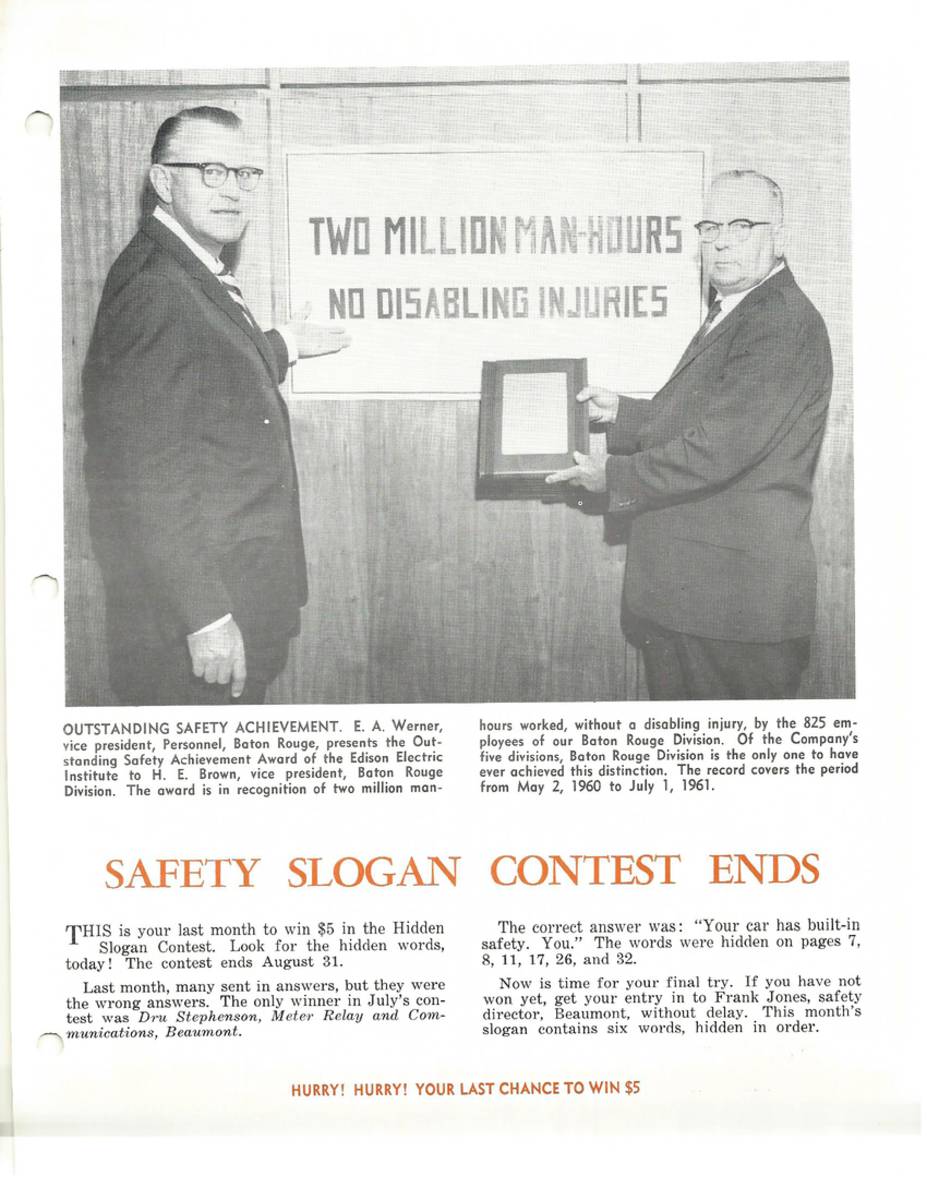 TWO MILLION MAN-HOURS
NO DISABLING INJURIES
OUTSTANDING SAFETY ACHIEVEMENT. E. A. Werner,
vice president, Personnel, Baton Rouge, presents the Out-
standing Safety Achievement Award of the Edison Electric
Institute to H. E. Brown, vice president, Baton Rouge
Division. The award is in recognition of two million man-
hours worked, without a disabling injury, by the 825 em-
ployees of our Baton Rouge Division. Of the Company's
five divisions, Baton Rouge Division is the only one to have
ever achieved this distinction. The record covers the period
from May 2, 1960 to July 1, 1961.
SAFETY SLOGAN CONTEST ENDS
THIS is your last month to win $5 in the Hidden
Slogan Contest. Look for the hidden words,
today! The contest ends August 31.
Last month, many sent in answers, but they were
the wrong answers. The only winner in July's con-
test was Dru Stephenson, Meter Relay and Com-
munications, Beaumont.
The correct answer was: "Your car has built-in
safety. You." The words were hidden on pages 7,
8, 11, 17, 26, and 32.
Now is time for your final try. If you have not
won yet, get your entry in to Frank Jones, safety
director, Beaumont, without delay. This month's
slogan contains six words, hidden in order.
HURRY! HURRY! YOUR LAST CHANCE TO WIN $5